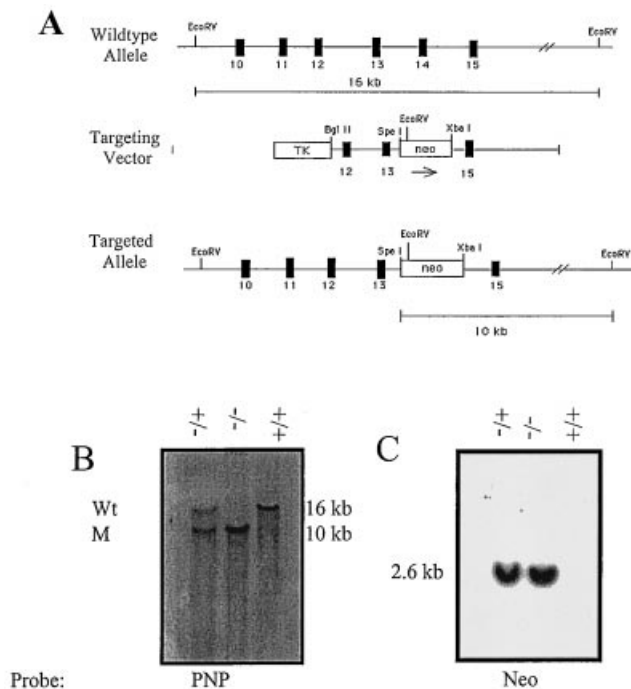 A
Wildtype Allele
EcoRV
EcoRV
10 11 12 13 14 15
16 kb
Targeting Vector
TK
Bgl II
Spe I
EcoRV
neo
Xba I
12 13 15
Targeted Allele
EcoRV
Spe I
EcoRV
neo
Xba I
EcoRV
10 11 12 13 15
10 kb
B
-/+ -/- +/+
Wt 16 kb
M 10 kb
C
-/+ -/- +/+
2.6 kb
Probe: PNP Neo